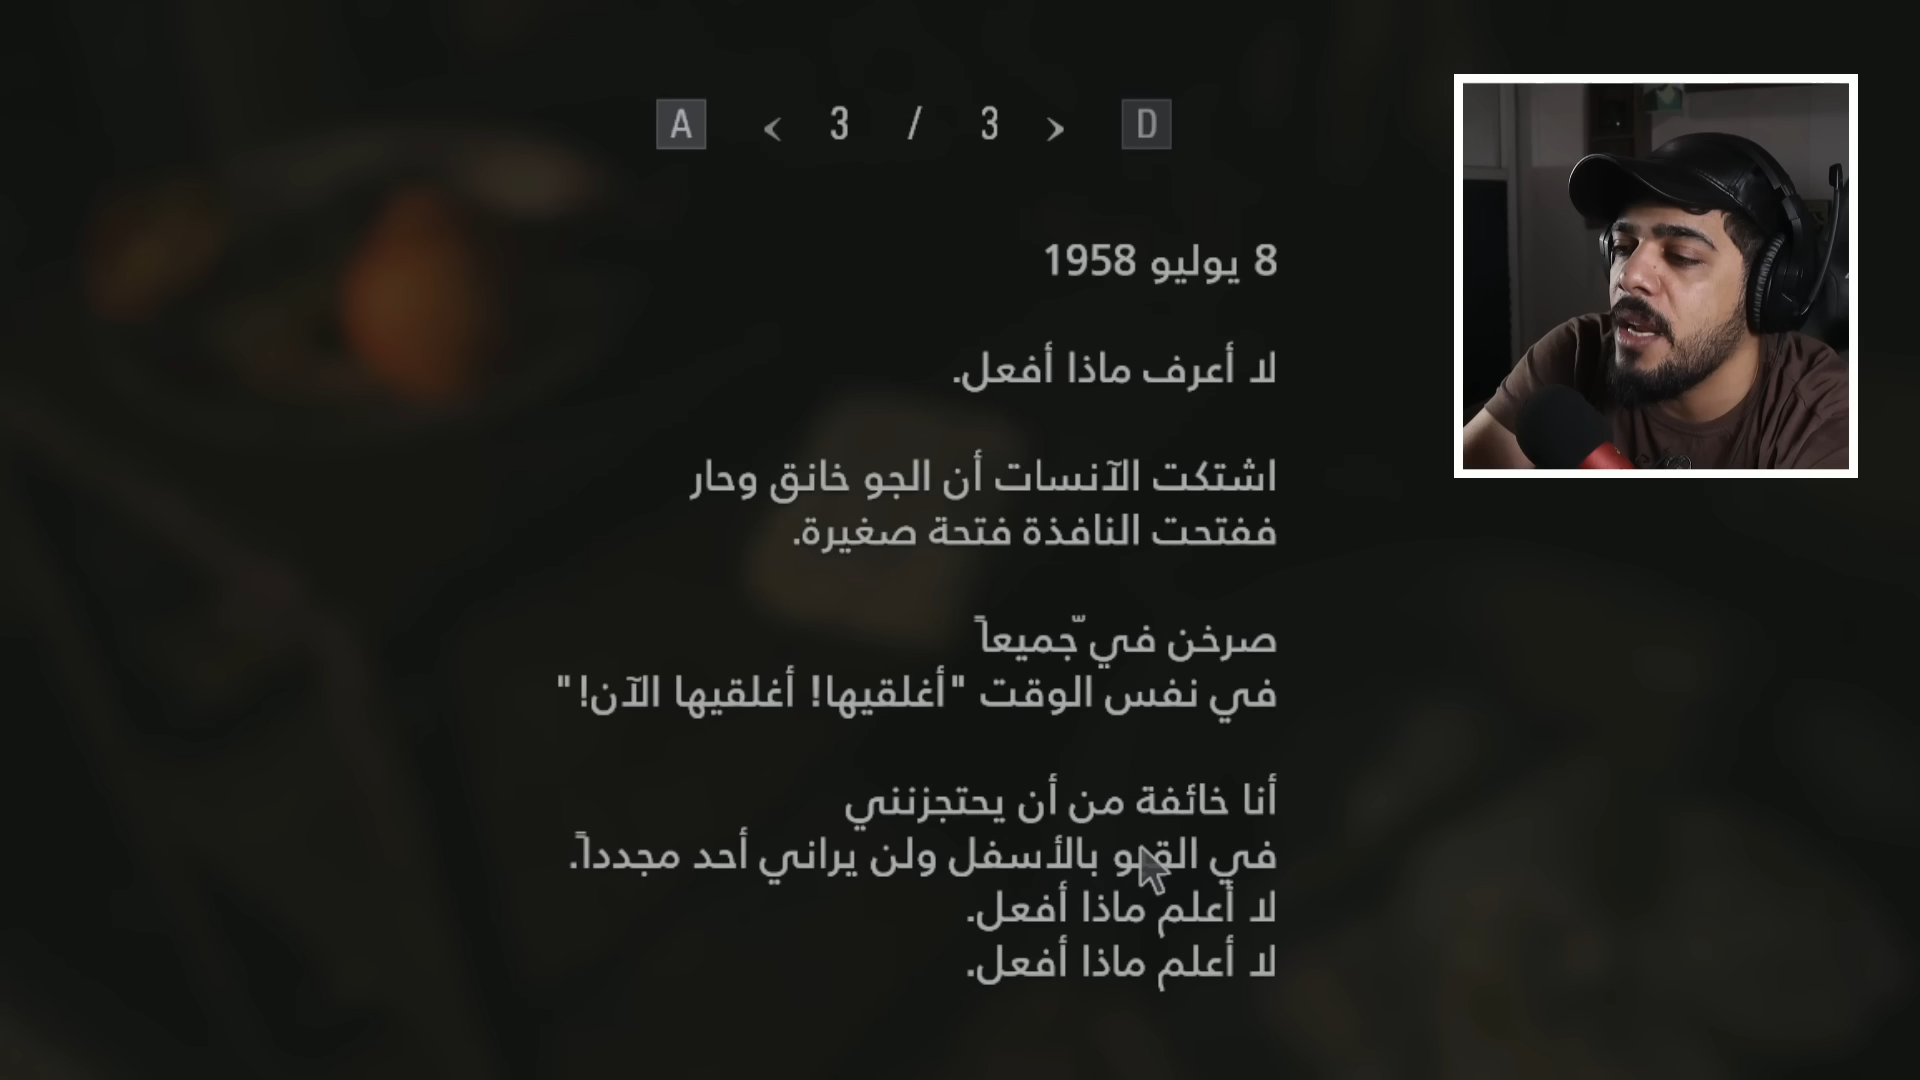 A < 3 / 3 > D
8 يوليو 1958
لا أعرف ماذا أفعل.
اشتكت الآنسات أن الجو خانق وحار
ففتحت النافذة فتحة صغيرة.
صرخن في ّجميعاً
في نفس الوقت "أغلقيها! أغلقيها الآن!"
أنا خائفة من أن يحتجزنني
في القبو بالأسفل ولن يراني أحد مجدداً.
لا أعلم ماذا أفعل.
لا أعلم ماذا أفعل.